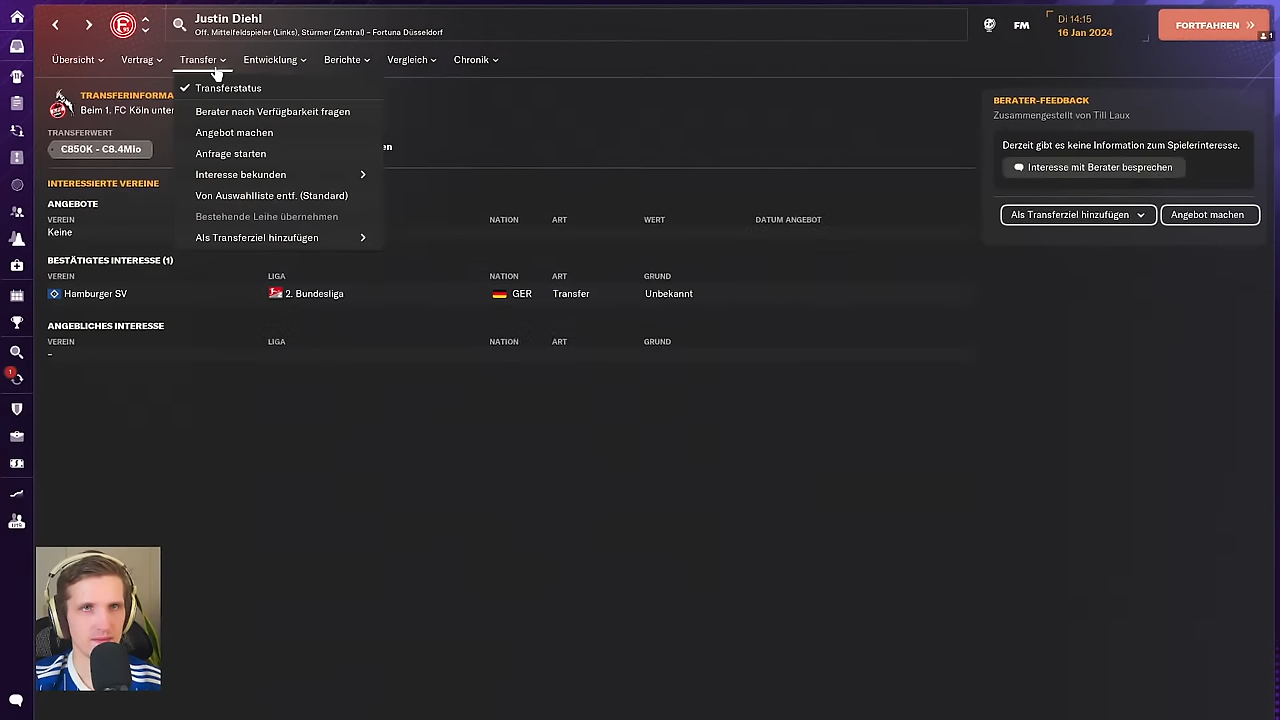 Justin Diehl
Off. Mittelfeldspieler (Links), Stürmer (Zentral) – Fortuna Düsseldorf
FM
Di 14:15
16 Jan 2024
FORTFAHREN
1
Übersicht
Vertrag
Transfer
Entwicklung
Berichte
Vergleich
Chronik
Transferstatus
Berater nach Verfügbarkeit fragen
Angebot machen
Anfrage starten
Interesse bekunden
Von Auswahlliste entf. (Standard)
Bestehende Leihe übernehmen
Als Transferziel hinzufügen
TRANSFERINFORMA
Beim 1. FC Köln unter
en
TRANSFERWERT
€850K - €8.4Mio
INTERESSIERTE VEREINE
ANGEBOTE
VEREIN
NATION
ART
WERT
DATUM ANGEBOT
Keine
BESTÄTIGTES INTERESSE (1)
VEREIN
LIGA
NATION
ART
GRUND
Hamburger SV
2. Bundesliga
GER
Transfer
Unbekannt
ANGEBLICHES INTERESSE
VEREIN
LIGA
NATION
ART
GRUND
–
BERATER-FEEDBACK
Zusammengestellt von Till Laux
Derzeit gibt es keine Information zum Spielerinteresse.
Interesse mit Berater besprechen
Als Transferziel hinzufügen
Angebot machen
1